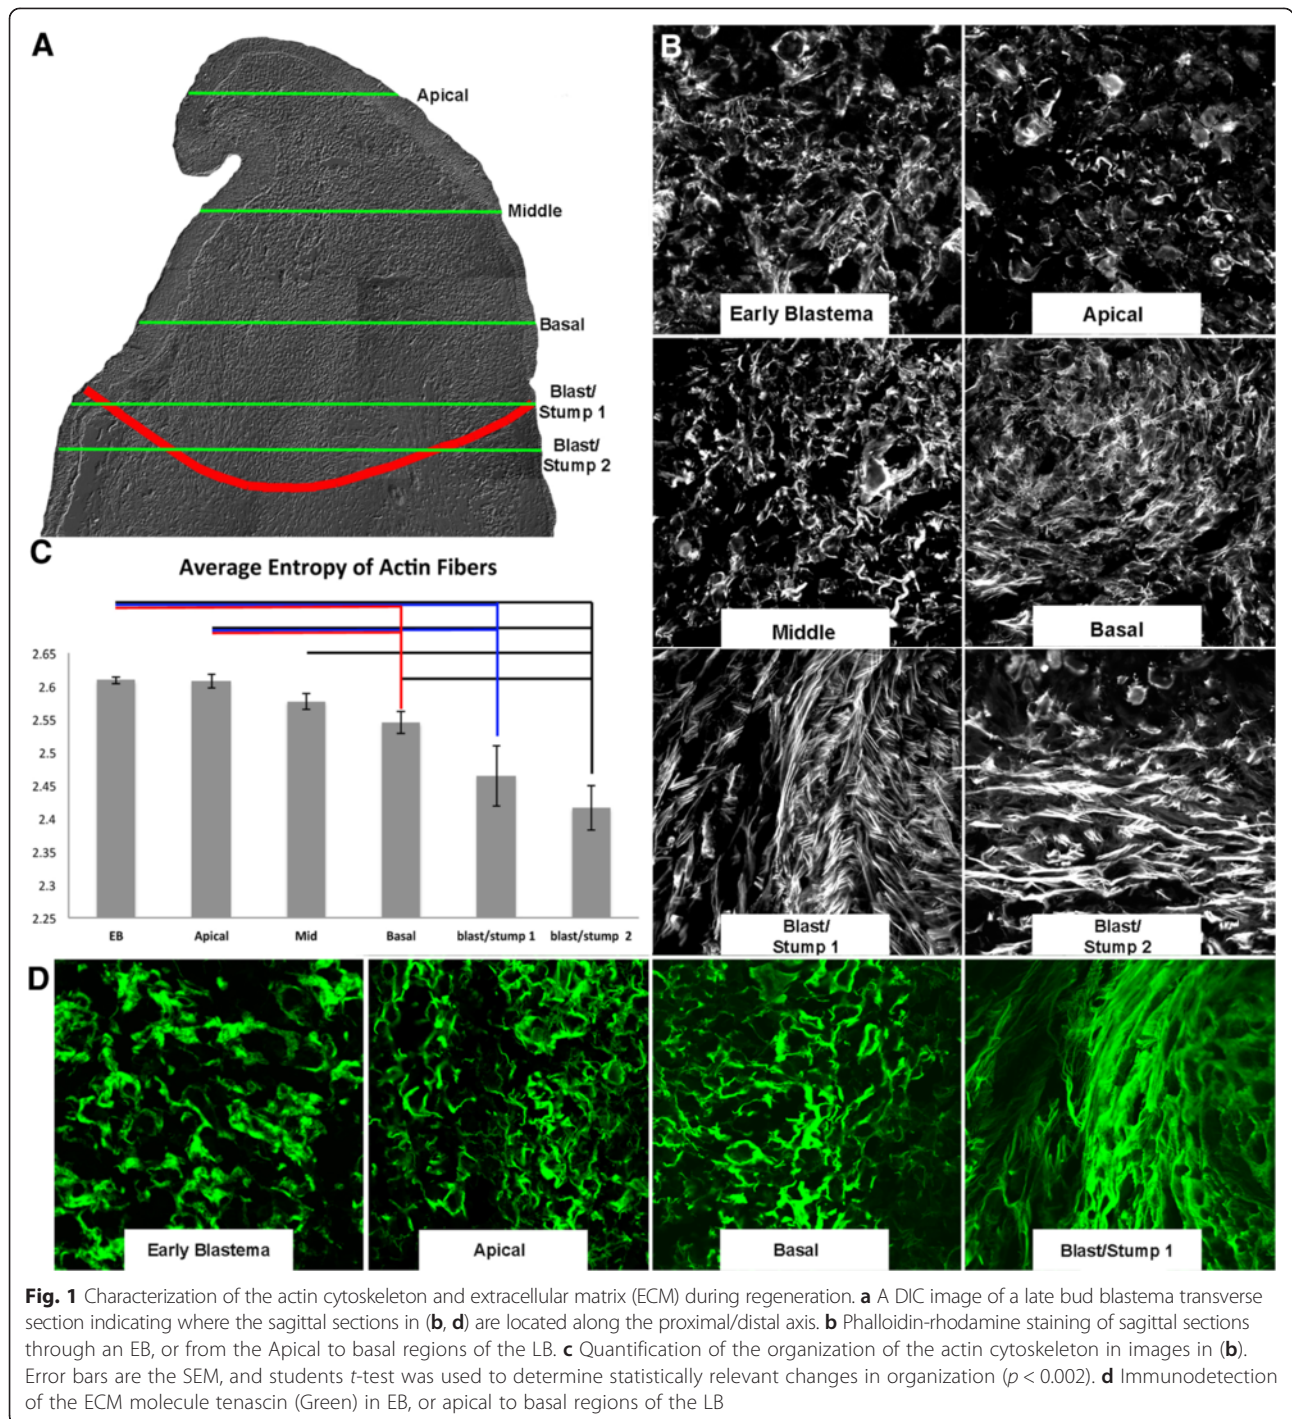 A
Apical
Middle
Basal
Blast/
Stump 1
Blast/
Stump 2
B
Early Blastema
Apical
Middle
Basal
Blast/
Stump 1
Blast/
Stump 2
C
Average Entropy of Actin Fibers
2.65
2.6
2.55
2.5
2.45
2.4
2.35
2.3
2.25
EB
Apical
Mid
Basal
blast/stump 1
blast/stump 2
D
Early Blastema
Apical
Basal
Blast/Stump 1
Fig. 1 Characterization of the actin cytoskeleton and extracellular matrix (ECM) during regeneration. a A DIC image of a late bud blastema transverse
section indicating where the sagittal sections in (b, d) are located along the proximal/distal axis. b Phalloidin-rhodamine staining of sagittal sections
through an EB, or from the Apical to basal regions of the LB. c Quantification of the organization of the actin cytoskeleton in images in (b).
Error bars are the SEM, and students t-test was used to determine statistically relevant changes in organization (p < 0.002). d Immunodetection
of the ECM molecule tenascin (Green) in EB, or apical to basal regions of the LB